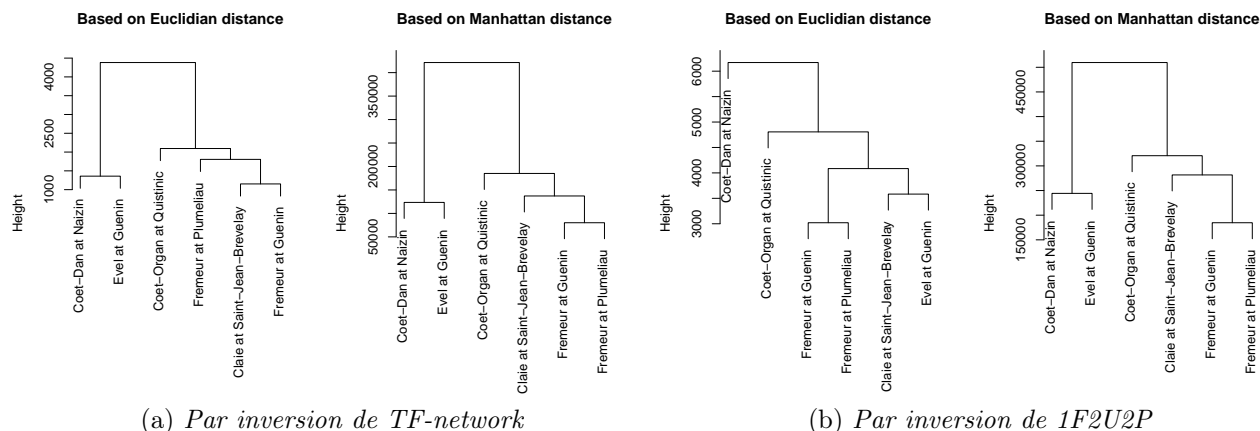 Based on Euclidian distance
Height
1000
2500
4000
Coet−Dan at Naizin
Evel at Guenin
Coet−Organ at Quistinic
Fremeur at Plumeliau
Claie at Saint−Jean−Brevelay
Fremeur at Guenin
Based on Manhattan distance
Height
50000
200000
350000
Coet−Dan at Naizin
Evel at Guenin
Coet−Organ at Quistinic
Claie at Saint−Jean−Brevelay
Fremeur at Guenin
Fremeur at Plumeliau
(a) Par inversion de TF-network
Based on Euclidian distance
Height
3000
4000
5000
6000
Coet−Dan at Naizin
Coet−Organ at Quistinic
Fremeur at Guenin
Fremeur at Plumeliau
Claie at Saint−Jean−Brevelay
Evel at Guenin
Based on Manhattan distance
Height
150000
300000
450000
Coet−Dan at Naizin
Evel at Guenin
Coet−Organ at Quistinic
Claie at Saint−Jean−Brevelay
Fremeur at Guenin
Fremeur at Plumeliau
(b) Par inversion de 1F2U2P